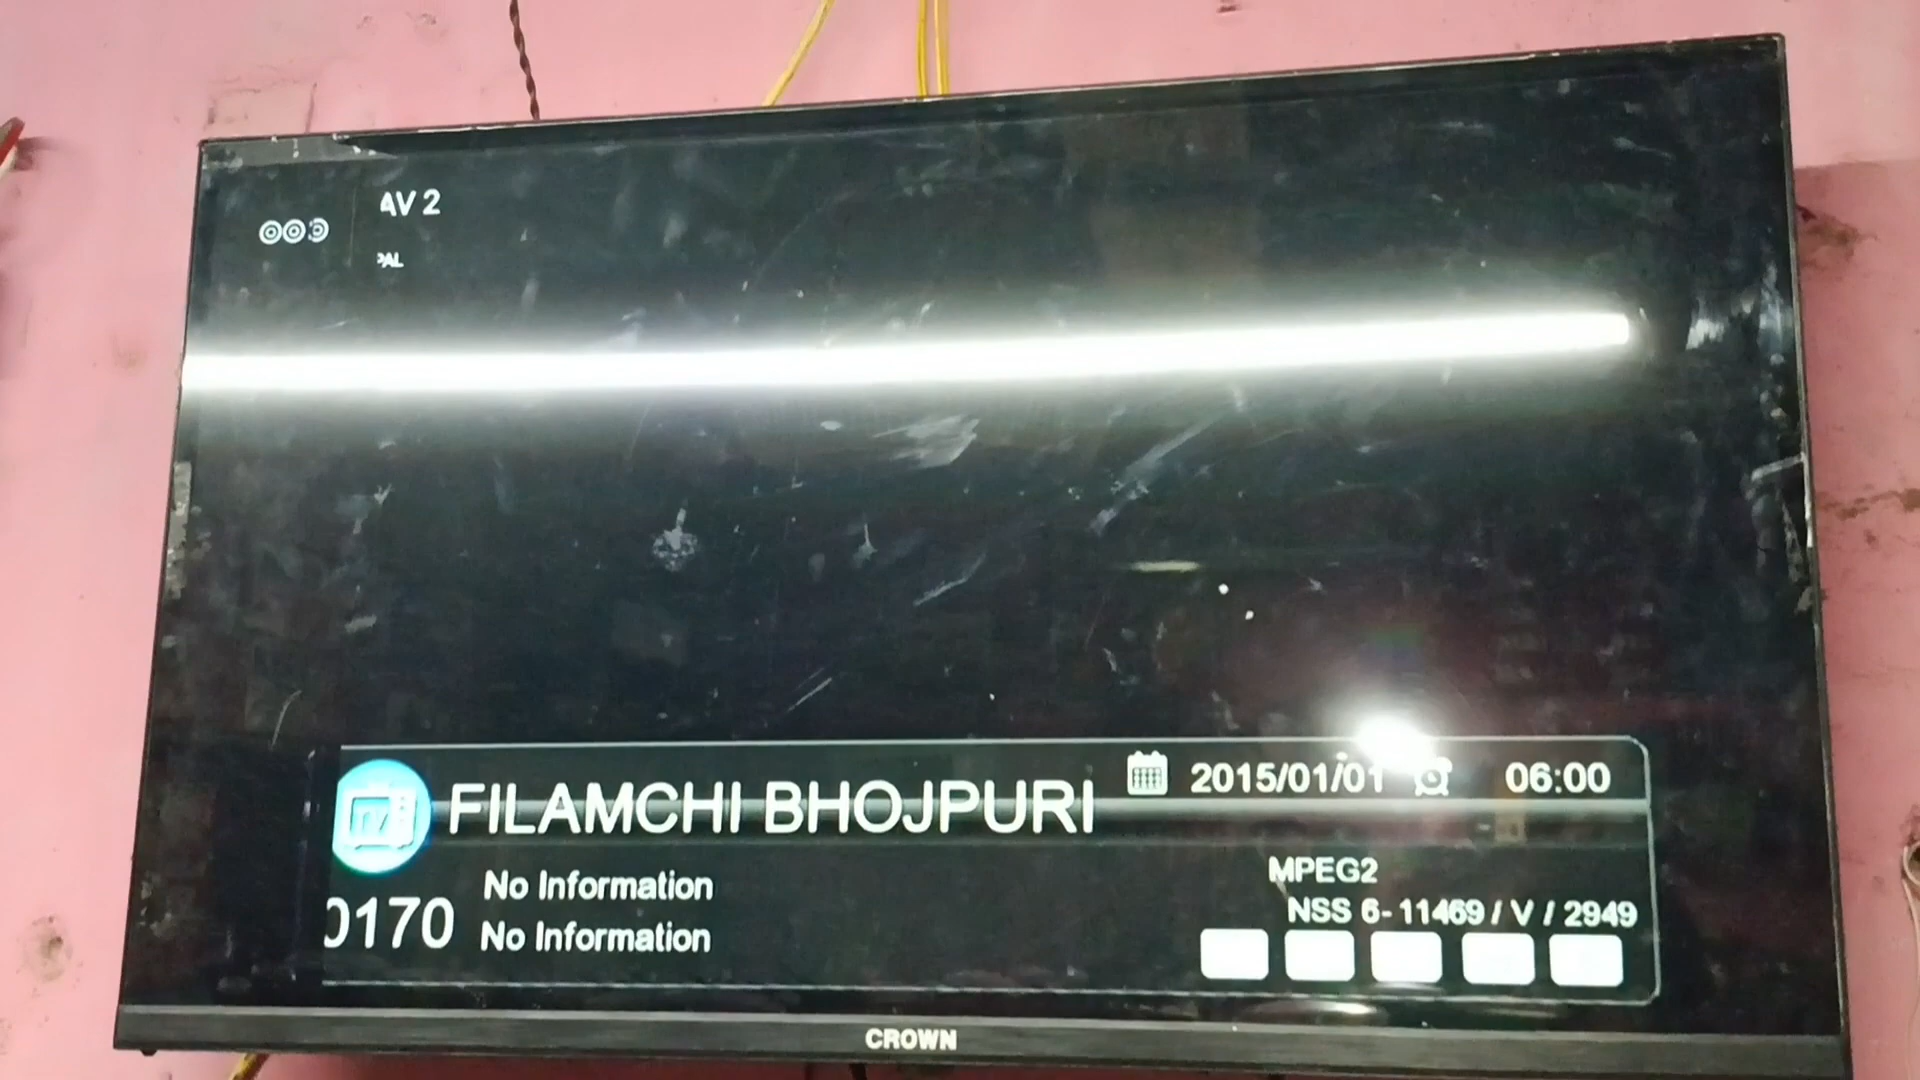 AV 2
PAL
FILAMCHI BHOJPURI
2015/01/01 06:00
No Information
MPEG2
0170
No Information
NSS 6- 11469 / V / 2949
CROWN